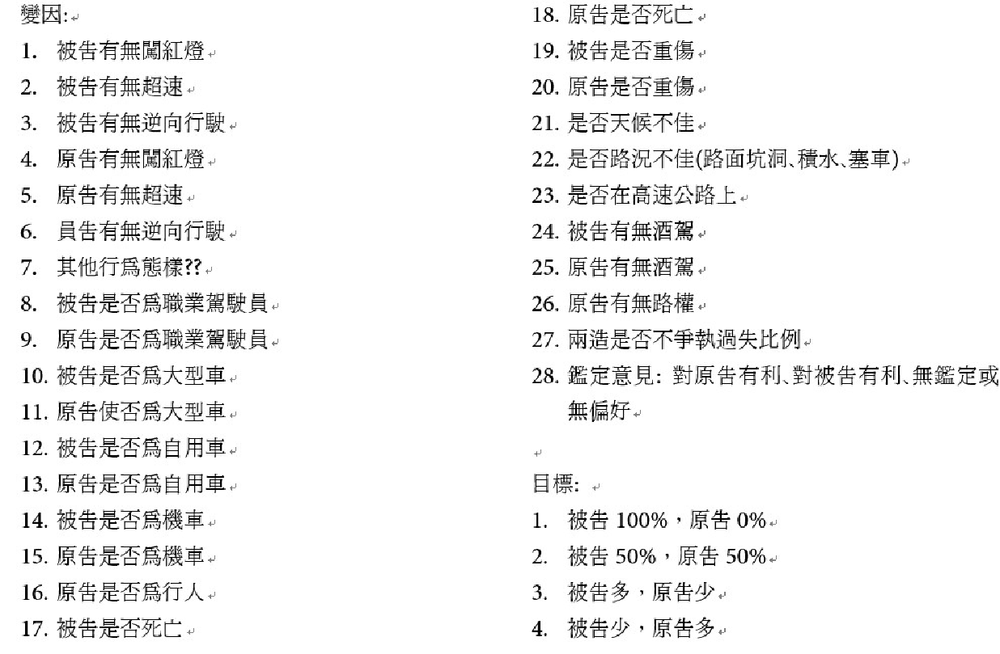 變因:
1. 被告有無闖紅燈
2. 被告有無超速
3. 被告有無逆向行駛
4. 原告有無闖紅燈
5. 原告有無超速
6. 員告有無逆向行駛
7. 其他行為態樣??
8. 被告是否為職業駕駛員
9. 原告是否為職業駕駛員
10. 被告是否為大型車
11. 原告使否為大型車
12. 被告是否為自用車
13. 原告是否為自用車
14. 被告是否為機車
15. 原告是否為機車
16. 原告是否為行人
17. 被告是否死亡
18. 原告是否死亡
19. 被告是否重傷
20. 原告是否重傷
21. 是否天候不佳
22. 是否路況不佳(路面坑洞、積水、塞車)
23. 是否在高速公路上
24. 被告有無酒駕
25. 原告有無酒駕
26. 原告有無路權
27. 兩造是否不爭執過失比例
28. 鑑定意見: 對原告有利、對被告有利、無鑑定或
無偏好
目標:
1. 被告 100%，原告 0%
2. 被告 50%，原告 50%
3. 被告多，原告少
4. 被告少，原告多